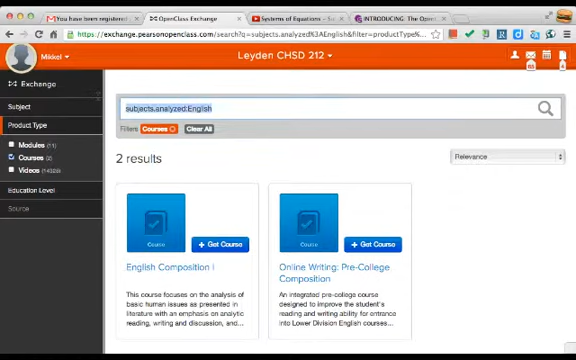 You have been registered
OpenClass Exchange
Systems of Equations -
INTRODUCING: The Open
https://exchange.pearsonopenclass.com/search?q=subjects.analyzed%3AEnglish&filter=productType%
Mikkel
Leyden CHSD 212
Exchange
Subject
Product Type
Modules (11)
Courses (2)
Videos
Education Level
Source
subjects.analyzed:English
Filters
Courses
Clear All
2 results
Relevance
Course
+ Get Course
English Composition I
This course focuses on the analysis of
basic human issues as presented in
literature with an emphasis on analytic
reading, writing and discussion, and...
Course
+ Get Course
Online Writing: Pre-College
Composition
An integrated pre-college course
designed to improve the student's
reading and writing ability for entrance
into Lower Division English courses...